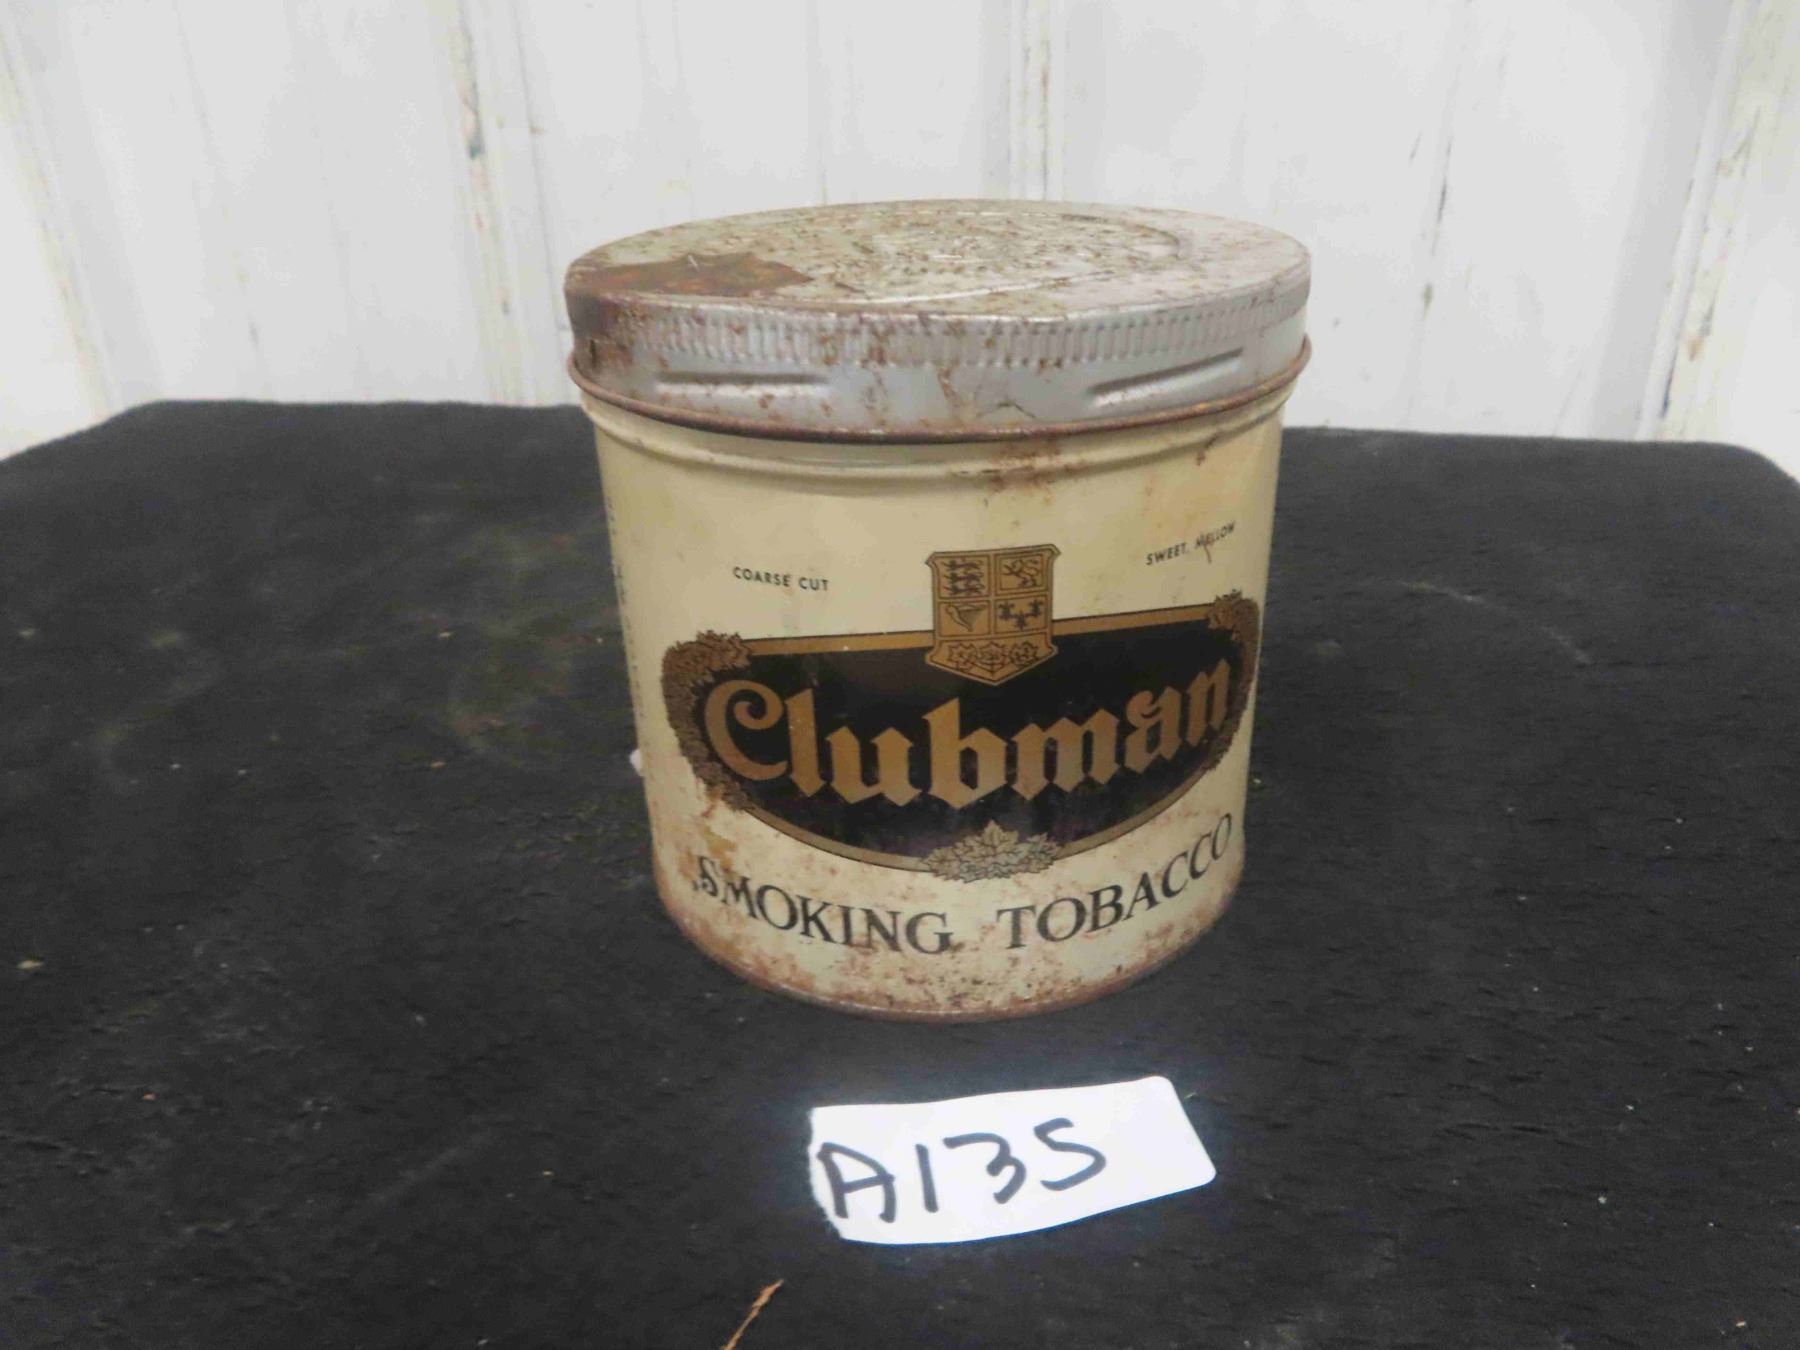 COARSE CUT
SWEET, MELLOW
Clubman
SMOKING TOBACCO
A135